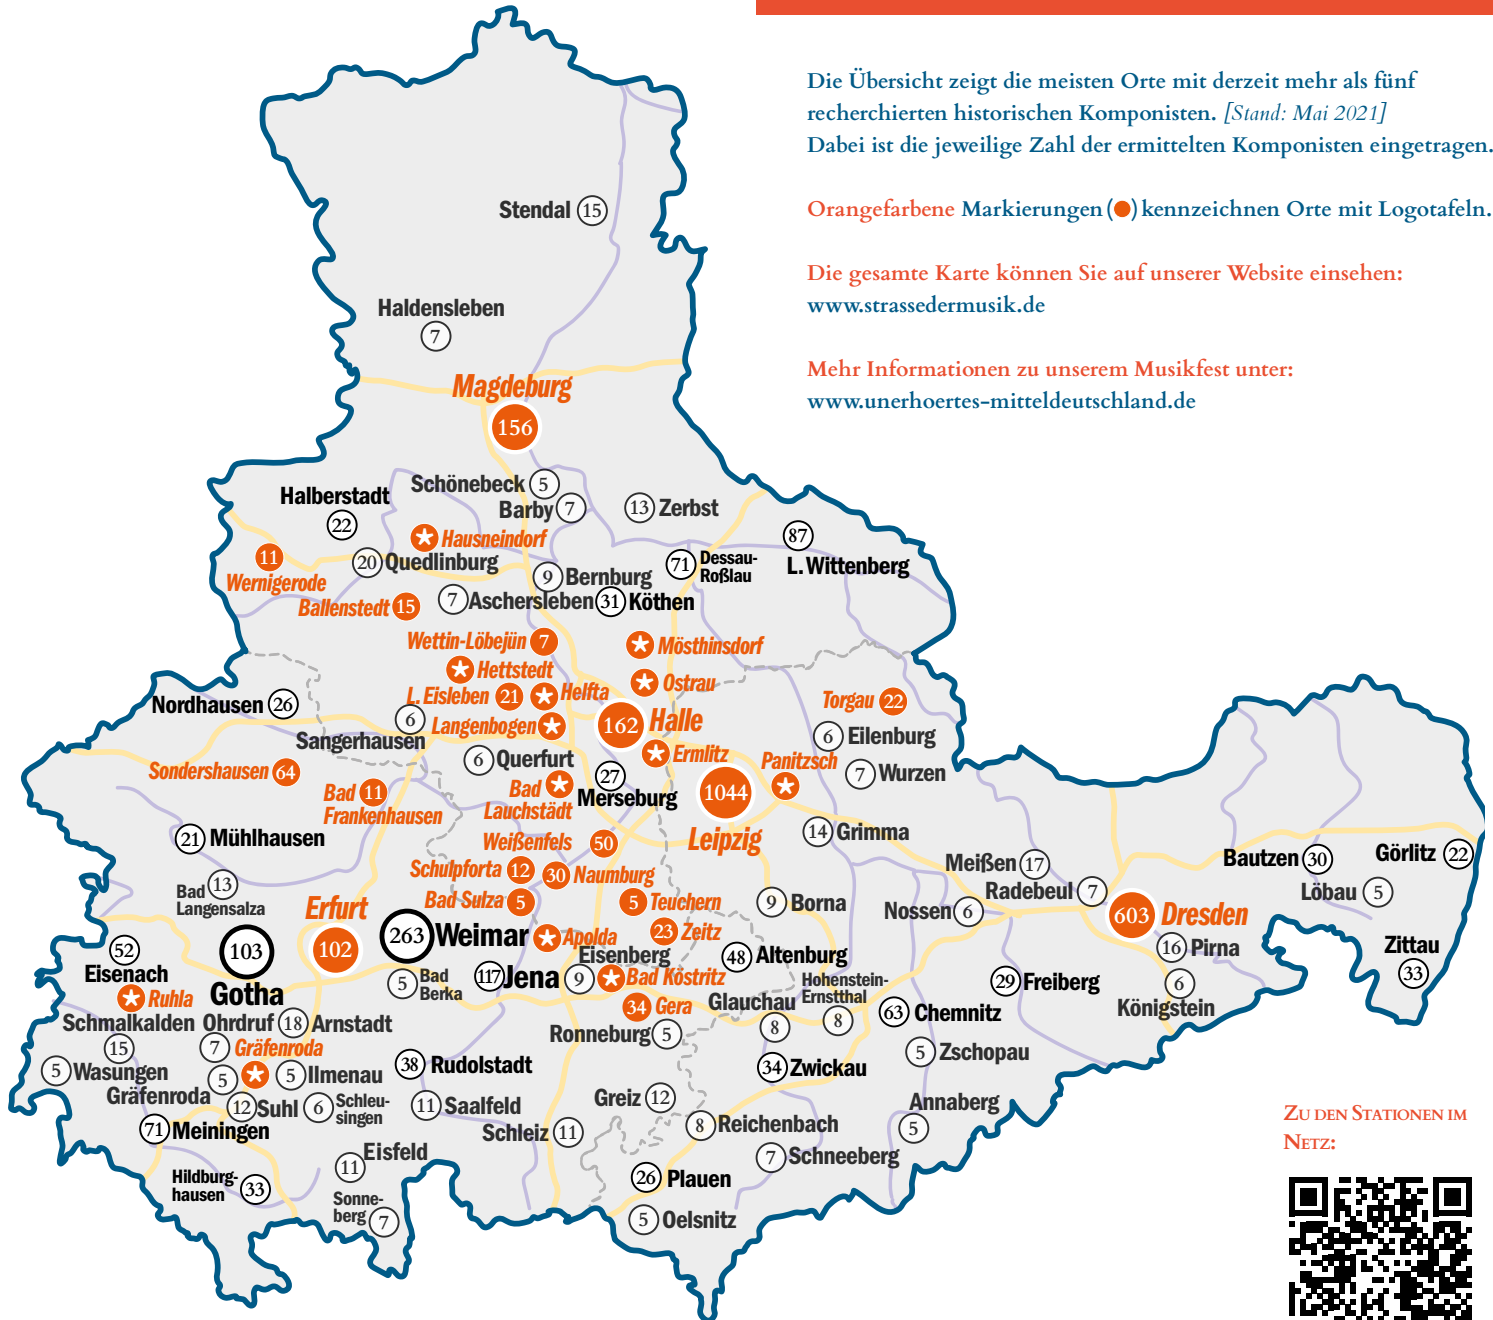 Die Übersicht zeigt die meisten Orte mit derzeit mehr als fünf
recherchierten historischen Komponisten. [Stand: Mai 2021]
Dabei ist die jeweilige Zahl der ermittelten Komponisten eingetragen.
Orangefarbene Markierungen (●) kennzeichnen Orte mit Logotafeln.
Die gesamte Karte können Sie auf unserer Website einsehen:
www.strassedermusik.de
Mehr Informationen zu unserem Musikfest unter:
www.unerhoertes-mitteldeutschland.de
Stendal 15
Haldensleben
7
Magdeburg
156
Schönebeck 5
Halberstadt
22
Barby 7
13 Zerbst
Hausneindorf
87
L. Wittenberg
11
Wernigerode
20 Quedlinburg
9 Bernburg
71 Dessau-
Roßlau
Ballenstedt 15
7 Aschersleben
31 Köthen
Wettin-Löbejün 7
Mösthinsdorf
Hettstedt
Ostrau
L. Eisleben 21
Helfta
Torgau 22
Nordhausen 26
6
Sangerhausen
Langenbogen
162 Halle
6 Eilenburg
6 Querfurt
Ermlitz
Panitzsch
7 Wurzen
Sondershausen 64
Bad 11
Frankenhausen
Bad
Lauchstädt
27
Merseburg
1044
Leipzig
21 Mühlhausen
Weißenfels 50
14 Grimma
Bautzen 30
Görlitz 22
Schulpforta 12
30 Naumburg
Meißen 17
Radebeul 7
Löbau 5
Bad 13
Langensalza
Bad Sulza 5
5 Teuchern
9 Borna
Nossen 6
603 Dresden
Erfurt
102
263 Weimar
Apolda
23 Zeitz
16 Pirna
Zittau
33
52
Eisenach
103
Gotha
Eisenberg
9
48 Altenburg
5 Bad
Berka
117 Jena
Bad Köstritz
Hohenstein-
Ernstthal
8
29 Freiberg
6
Königstein
Ruhla
34 Gera
Glauchau
8
63 Chemnitz
Schmalkalden
15
Ohrdruf
7
18 Arnstadt
Ronneburg 5
5 Zschopau
Gräfenroda
5 Wasungen
Gräfenroda 5
5 Ilmenau
38 Rudolstadt
34 Zwickau
12 Suhl
6 Schleu-
singen
11 Saalfeld
Greiz 12
Annaberg
5
71 Meiningen
Schleiz 11
8 Reichenbach
Eisfeld
11
7 Schneeberg
Hildburg-
hausen 33
26 Plauen
Sonne-
berg 7
5 Oelsnitz
Zu den Stationen im
Netz: